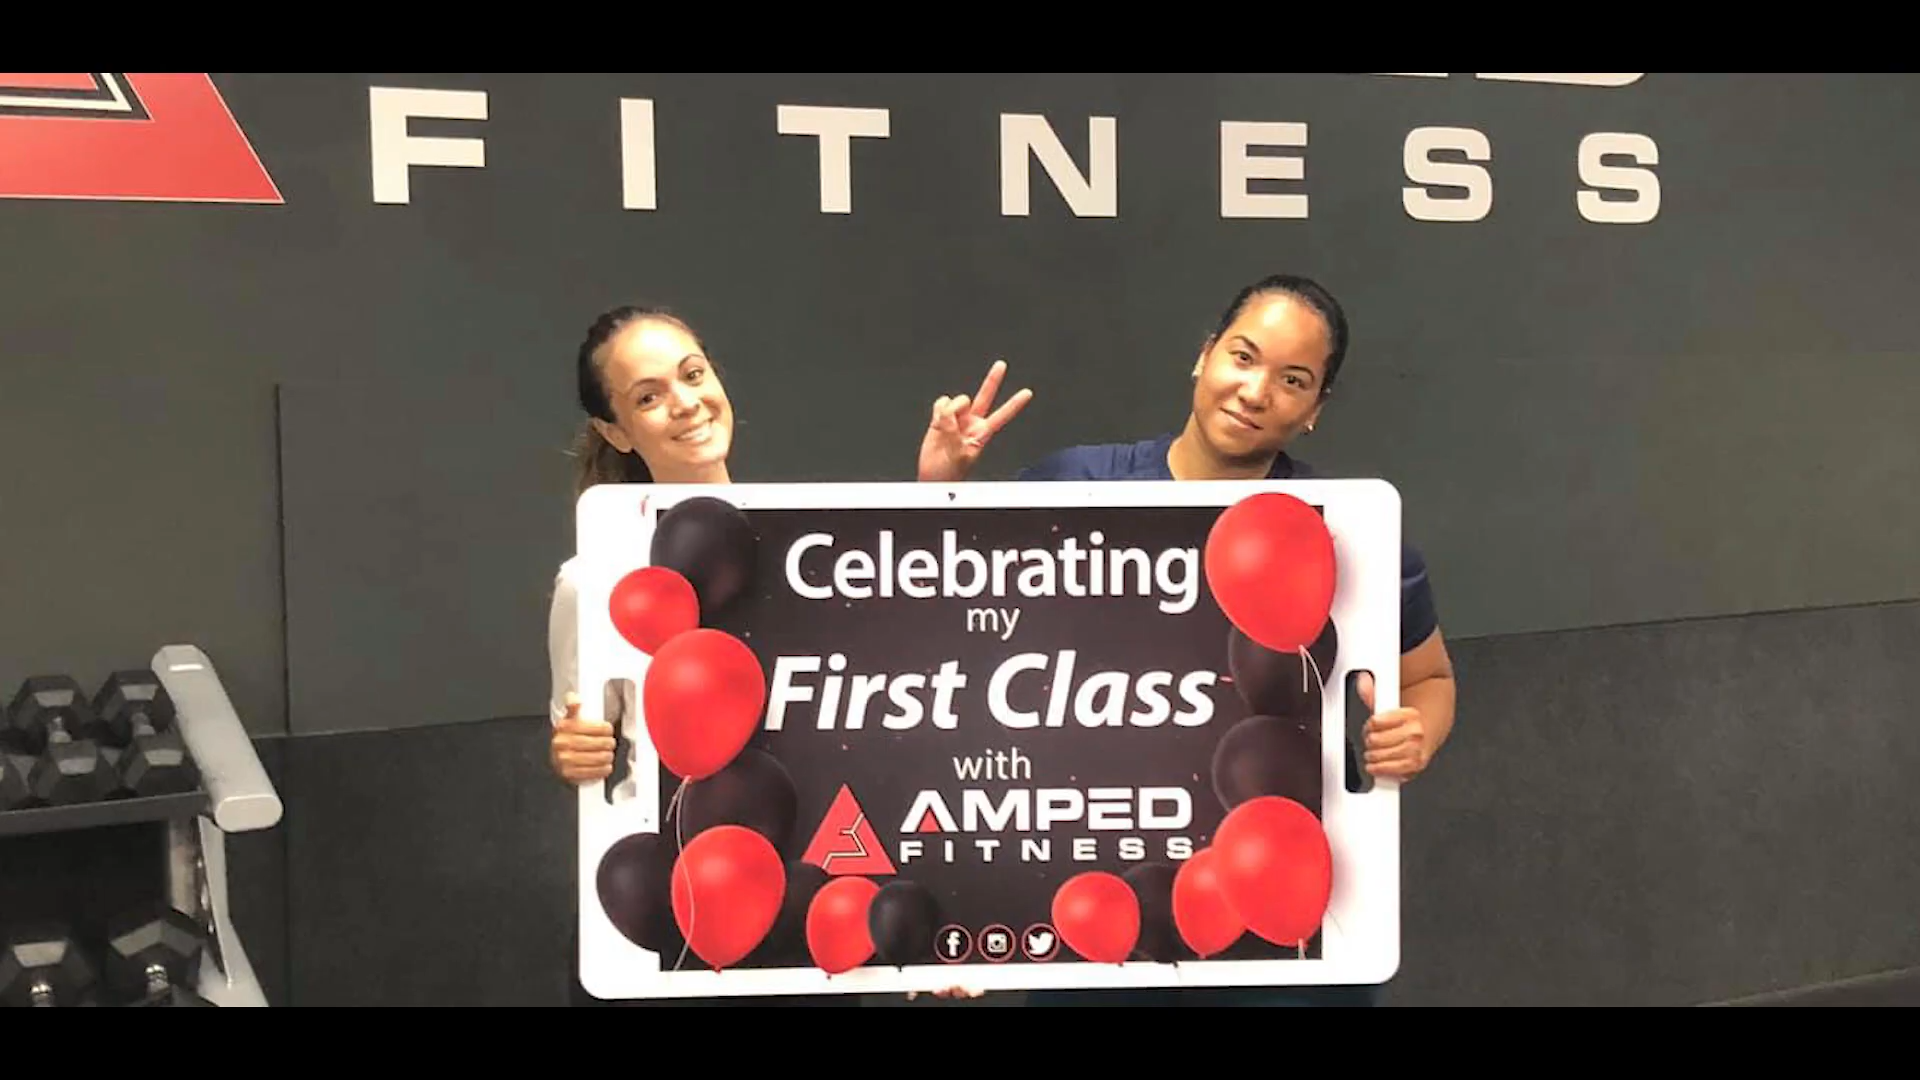 FITNESS
Celebrating
my
First Class
with
AMPED
FITNESS